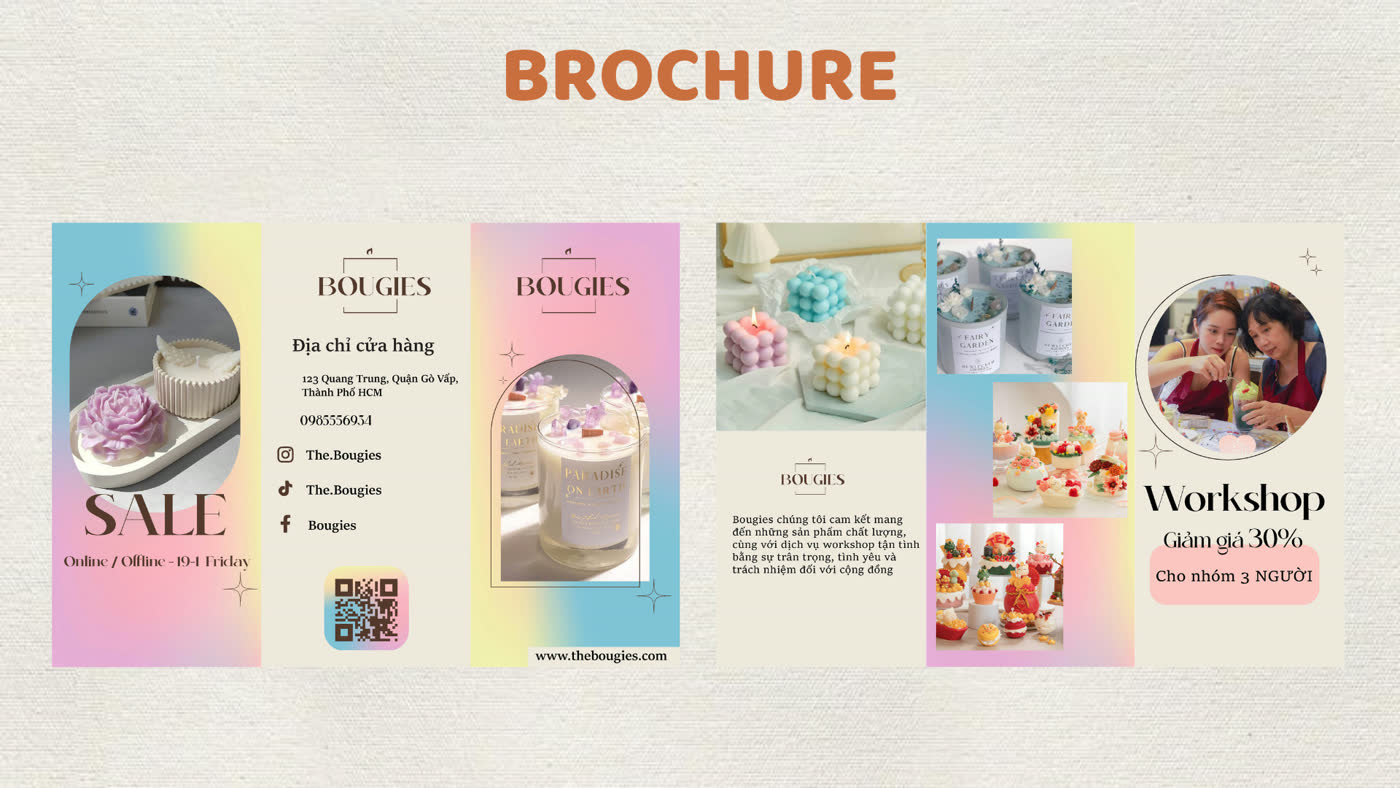 BROCHURE
SALE
Online / Offline - 19-1 Friday
BOUGIES
Địa chỉ cửa hàng
123 Quang Trung, Quận Gò Vấp,
Thành Phố HCM
0985556934
The.Bougies
The.Bougies
Bougies
BOUGIES
PARADISE
ON EARTH
www.thebougies.com
BOUGIES
Bougies chúng tôi cam kết mang
đến những sản phẩm chất lượng,
cùng với dịch vụ workshop tận tình
bằng sự trân trọng, tình yêu và
trách nhiệm đối với cộng đồng
FAIRY
GARDEN
FAIRY
GARDEN
Workshop
Giảm giá 30%
Cho nhóm 3 NGƯỜI